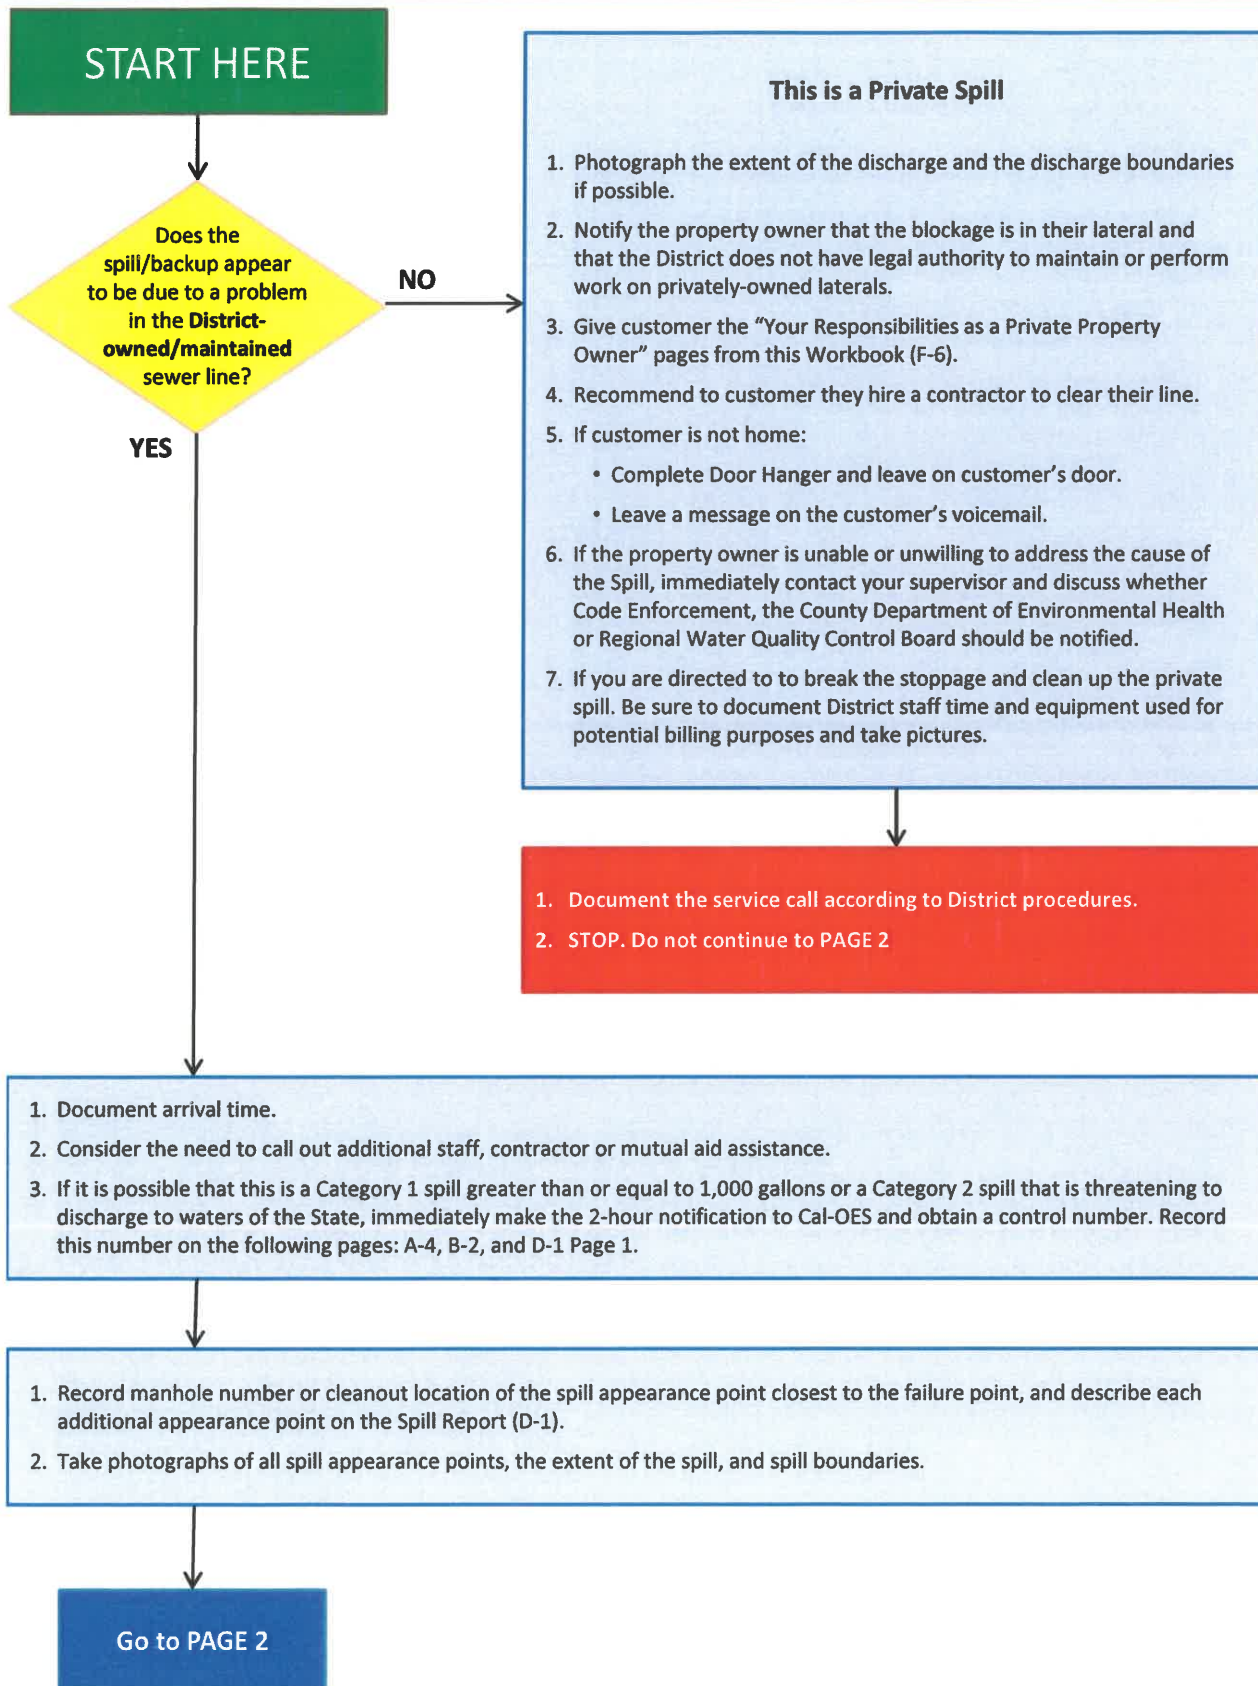 START HERE
Does the
spill/backup appear
to be due to a problem
in the District-
owned/maintained
sewer line?
NO
YES
This is a Private Spill
1. Photograph the extent of the discharge and the discharge boundaries
if possible.
2. Notify the property owner that the blockage is in their lateral and
that the District does not have legal authority to maintain or perform
work on privately-owned laterals.
3. Give customer the “Your Responsibilities as a Private Property
Owner” pages from this Workbook (F-6).
4. Recommend to customer they hire a contractor to clear their line.
5. If customer is not home:
• Complete Door Hanger and leave on customer’s door.
• Leave a message on the customer’s voicemail.
6. If the property owner is unable or unwilling to address the cause of
the Spill, immediately contact your supervisor and discuss whether
Code Enforcement, the County Department of Environmental Health
or Regional Water Quality Control Board should be notified.
7. If you are directed to to break the stoppage and clean up the private
spill. Be sure to document District staff time and equipment used for
potential billing purposes and take pictures.
1. Document the service call according to District procedures.
2. STOP. Do not continue to PAGE 2
1. Document arrival time.
2. Consider the need to call out additional staff, contractor or mutual aid assistance.
3. If it is possible that this is a Category 1 spill greater than or equal to 1,000 gallons or a Category 2 spill that is threatening to
discharge to waters of the State, immediately make the 2-hour notification to Cal-OES and obtain a control number. Record
this number on the following pages: A-4, B-2, and D-1 Page 1.
1. Record manhole number or cleanout location of the spill appearance point closest to the failure point, and describe each
additional appearance point on the Spill Report (D-1).
2. Take photographs of all spill appearance points, the extent of the spill, and spill boundaries.
Go to PAGE 2